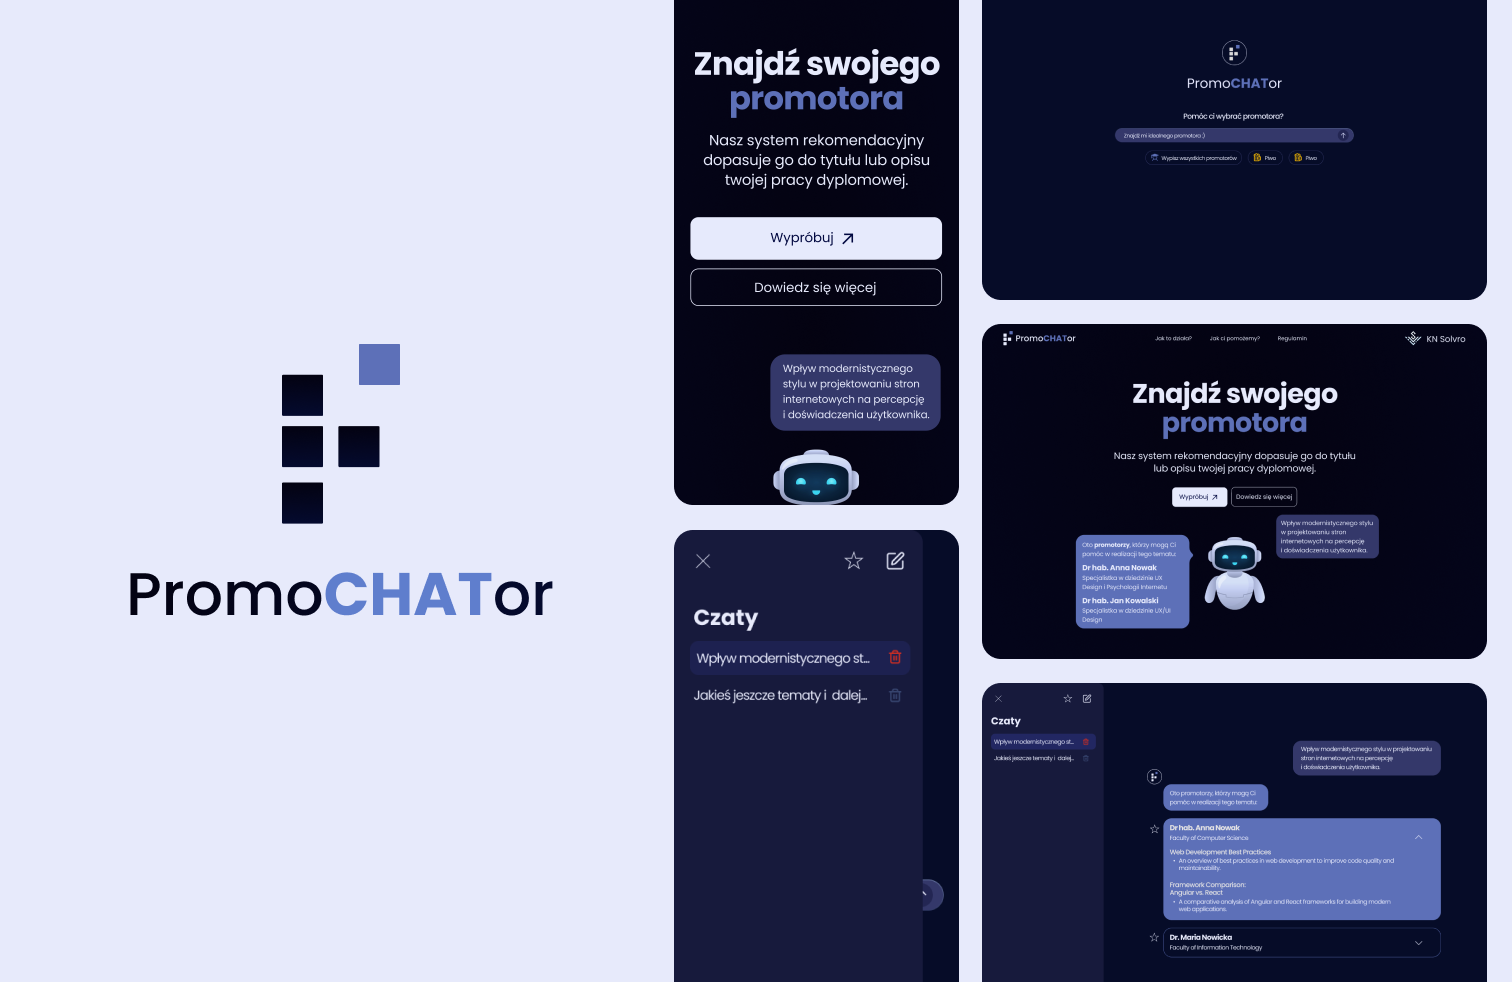 PromoCHATor
Znajdź swojego
promotora
Nasz system rekomendacyjny
dopasuje go do tytułu lub opisu
twojej pracy dyplomowej.
Wypróbuj
Dowiedz się więcej
Wpływ modernistycznego
stylu w projektowaniu stron
internetowych na percepcję
i doświadczenia użytkownika.
Czaty
Wpływ modernistycznego st...
Jakieś jeszcze tematy i dalej...
PromoCHATor
Pomóc ci wybrać promotora?
Znajdź mi idealnego promotora :)
Wypisz wszystkich promotorów
Piwo
Piwo
PromoCHATor
Jak to działa?
Jak ci pomożemy?
Regulamin
KN Solvro
Znajdź swojego
promotora
Nasz system rekomendacyjny dopasuje go do tytułu
lub opisu twojej pracy dyplomowej.
Wypróbuj
Dowiedz się więcej
Wpływ modernistycznego stylu
w projektowaniu stron
internetowych na percepcję
i doświadczenia użytkownika.
Oto promotorzy, którzy mogą Ci
pomóc w realizacji tego tematu:
Dr hab. Anna Nowak
Specjalistka w dziedzinie UX
Design i Psychologii Internetu
Dr hab. Jan Kowalski
Specjalistka w dziedzinie UX/UI
Design
Czaty
Wpływ modernistycznego st...
Jakieś jeszcze tematy i dalej...
Wpływ modernistycznego stylu w projektowaniu
stron internetowych na percepcję
i doświadczenia użytkownika.
Oto promotorzy, którzy mogą Ci
pomóc w realizacji tego tematu:
Dr hab. Anna Nowak
Faculty of Computer Science
Web Development Best Practices
• An overview of best practices in web development to improve code quality and
maintainability.
Framework Comparison:
Angular vs. React
• A comparative analysis of Angular and React frameworks for building modern
web applications.
Dr. Maria Nowicka
Faculty of Information Technology